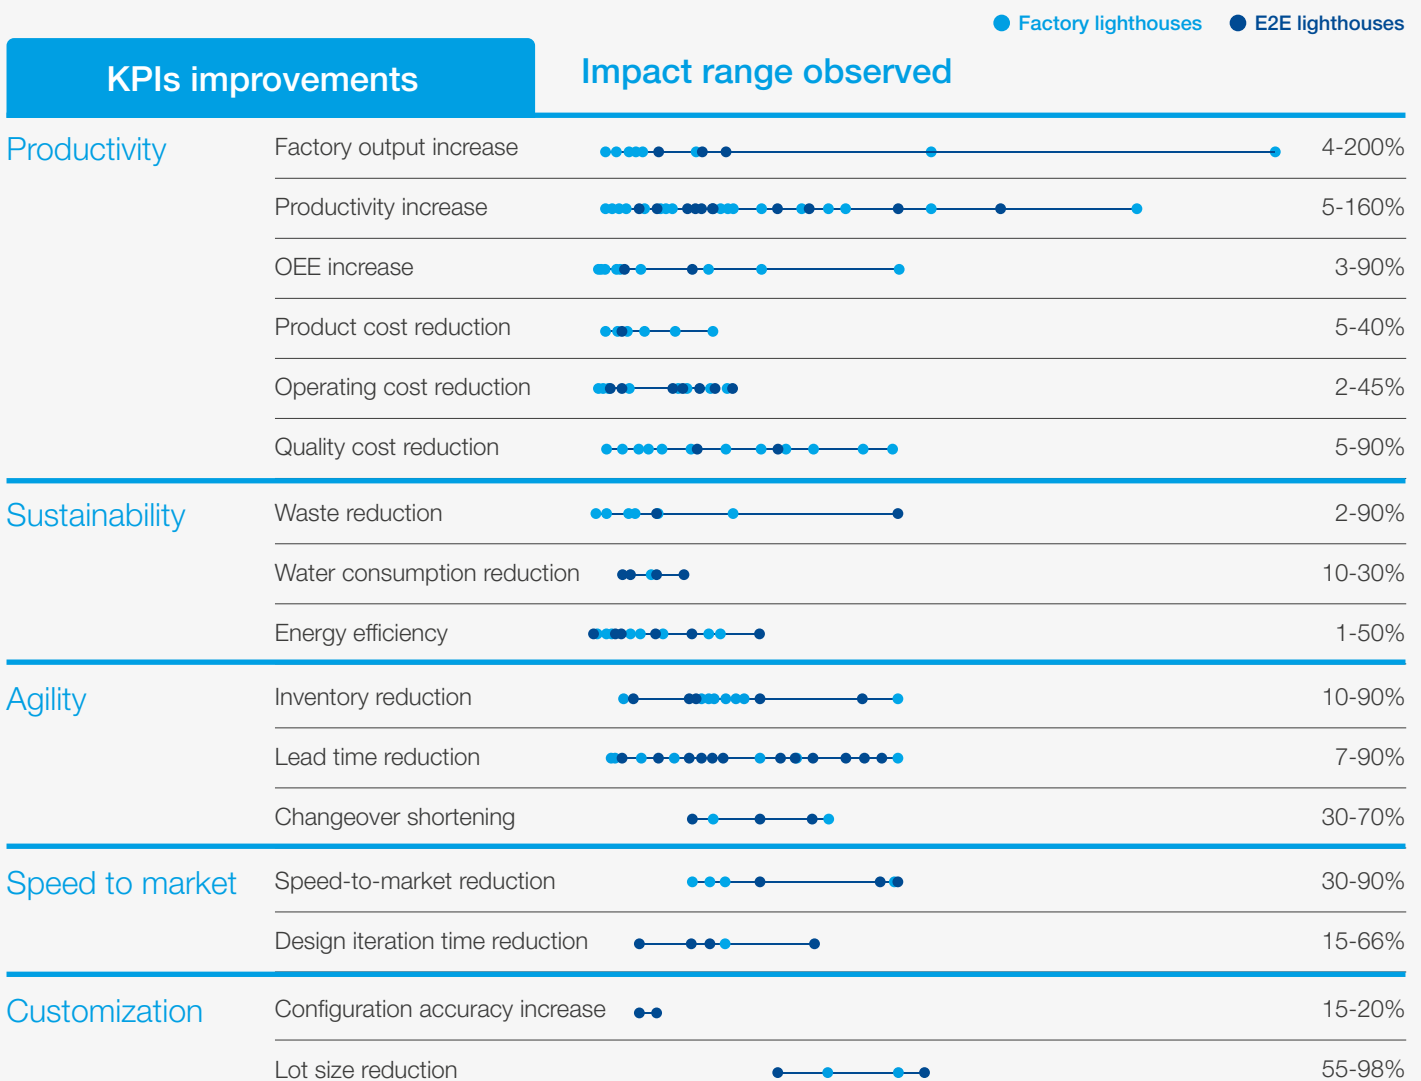 Factory lighthouses E2E lighthouses
KPIs improvements Impact range observed
Productivity Factory output increase 4-200%
Productivity increase 5-160%
OEE increase 3-90%
Product cost reduction 5-40%
Operating cost reduction 2-45%
Quality cost reduction 5-90%
Sustainability Waste reduction 2-90%
Water consumption reduction 10-30%
Energy efficiency 1-50%
Agility Inventory reduction 10-90%
Lead time reduction 7-90%
Changeover shortening 30-70%
Speed to market Speed-to-market reduction 30-90%
Design iteration time reduction 15-66%
Customization Configuration accuracy increase 15-20%
Lot size reduction 55-98%